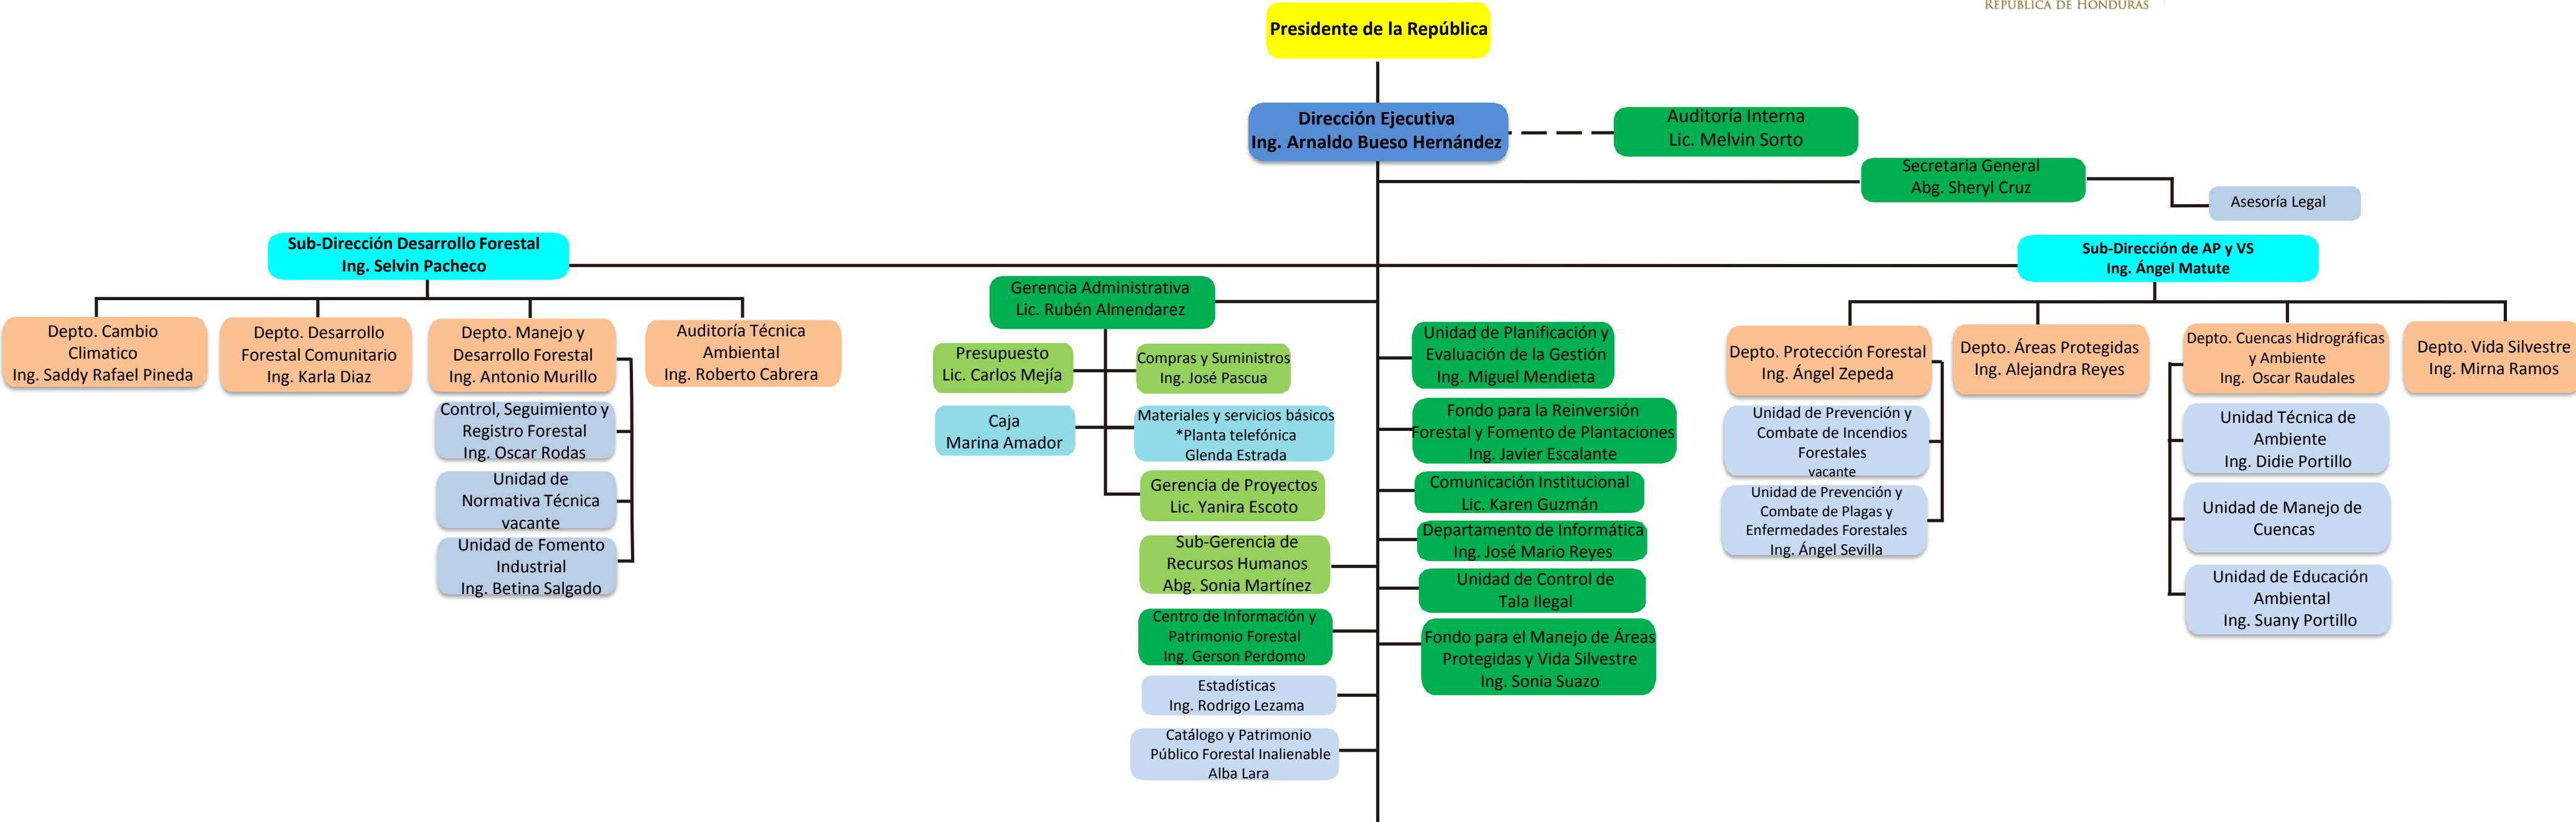 REPÚBLICA DE HONDURAS
Presidente de la República
Dirección Ejecutiva
Ing. Arnaldo Bueso Hernández
Auditoría Interna
Lic. Melvin Sorto
Secretaria General
Abg. Sheryl Cruz
Asesoría Legal
Sub-Dirección Desarrollo Forestal
Ing. Selvin Pacheco
Sub-Dirección de AP y VS
Ing. Ángel Matute
Depto. Cambio
Climatico
Ing. Saddy Rafael Pineda
Depto. Desarrollo
Forestal Comunitario
Ing. Karla Diaz
Depto. Manejo y
Desarrollo Forestal
Ing. Antonio Murillo
Auditoría Técnica
Ambiental
Ing. Roberto Cabrera
Control, Seguimiento y
Registro Forestal
Ing. Oscar Rodas
Unidad de
Normativa Técnica
vacante
Unidad de Fomento
Industrial
Ing. Betina Salgado
Gerencia Administrativa
Lic. Rubén Almendarez
Presupuesto
Lic. Carlos Mejía
Compras y Suministros
Ing. José Pascua
Caja
Marina Amador
Materiales y servicios básicos
*Planta telefónica
Glenda Estrada
Gerencia de Proyectos
Lic. Yanira Escoto
Sub-Gerencia de
Recursos Humanos
Abg. Sonia Martínez
Centro de Información y
Patrimonio Forestal
Ing. Gerson Perdomo
Estadísticas
Ing. Rodrigo Lezama
Catálogo y Patrimonio
Público Forestal Inalienable
Alba Lara
Unidad de Planificación y
Evaluación de la Gestión
Ing. Miguel Mendieta
Fondo para la Reinversión
Forestal y Fomento de Plantaciones
Ing. Javier Escalante
Comunicación Institucional
Lic. Karen Guzmán
Departamento de Informática
Ing. José Mario Reyes
Unidad de Control de
Tala Ilegal
Fondo para el Manejo de Áreas
Protegidas y Vida Silvestre
Ing. Sonia Suazo
Depto. Protección Forestal
Ing. Ángel Zepeda
Unidad de Prevención y
Combate de Incendios
Forestales
vacante
Unidad de Prevención y
Combate de Plagas y
Enfermedades Forestales
Ing. Ángel Sevilla
Depto. Áreas Protegidas
Ing. Alejandra Reyes
Depto. Cuencas Hidrográficas
y Ambiente
Ing. Oscar Raudales
Unidad Técnica de
Ambiente
Ing. Didie Portillo
Unidad de Manejo de
Cuencas
Unidad de Educación
Ambiental
Ing. Suany Portillo
Depto. Vida Silvestre
Ing. Mirna Ramos